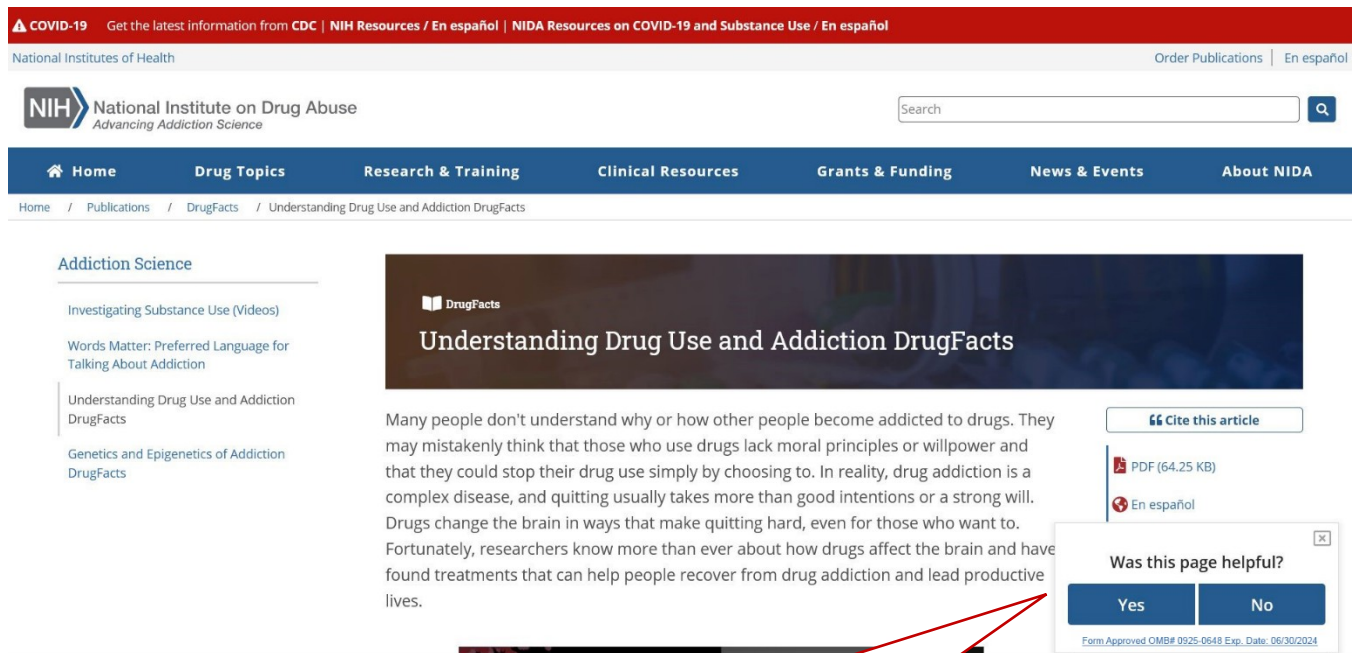 COVID-19 Get the latest information from CDC | NIH Resources / En español | NIDA Resources on COVID-19 and Substance Use / En español
National Institutes of Health
Order Publications | En español
NIH National Institute on Drug Abuse
Advancing Addiction Science
Search
Home Drug Topics Research & Training Clinical Resources Grants & Funding News & Events About NIDA
Home / Publications / DrugFacts / Understanding Drug Use and Addiction DrugFacts
Addiction Science
Investigating Substance Use (Videos)
Words Matter: Preferred Language for
Talking About Addiction
Understanding Drug Use and Addiction
DrugFacts
Genetics and Epigenetics of Addiction
DrugFacts
DrugFacts
Understanding Drug Use and Addiction DrugFacts
Many people don't understand why or how other people become addicted to drugs. They
may mistakenly think that those who use drugs lack moral principles or willpower and
that they could stop their drug use simply by choosing to. In reality, drug addiction is a
complex disease, and quitting usually takes more than good intentions or a strong will.
Drugs change the brain in ways that make quitting hard, even for those who want to.
Fortunately, researchers know more than ever about how drugs affect the brain and have
found treatments that can help people recover from drug addiction and lead productive
lives.
Cite this article
PDF (64.25 KB)
En español
Was this page helpful?
Yes No
Form Approved OMB# 0925-0648 Exp. Date: 06/30/2024